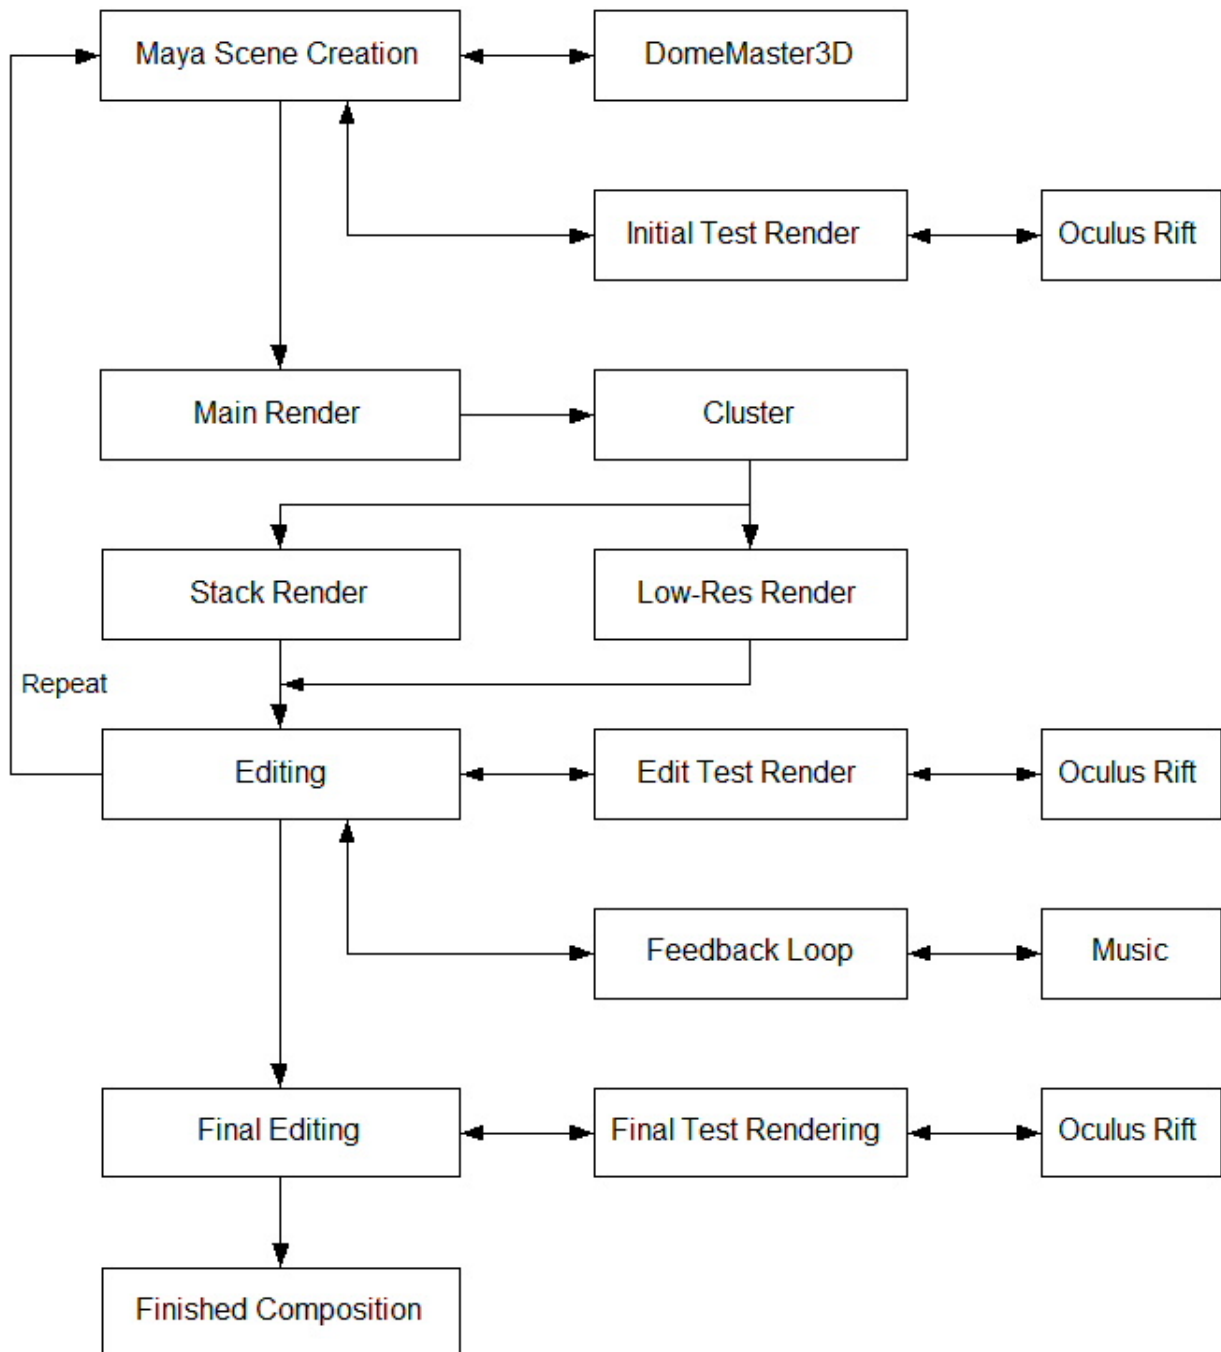 Maya Scene Creation
DomeMaster3D
Initial Test Render
Oculus Rift
Main Render
Cluster
Stack Render
Low-Res Render
Repeat
Editing
Edit Test Render
Oculus Rift
Feedback Loop
Music
Final Editing
Final Test Rendering
Oculus Rift
Finished Composition